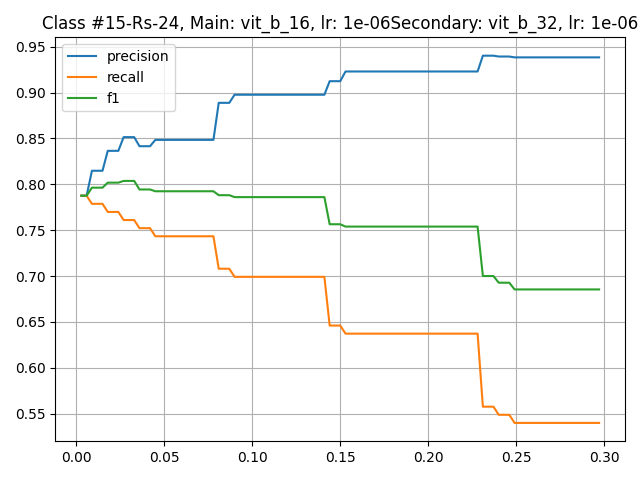 Class #15-Rs-24, Main: vit_b_16, lr: 1e-06Secondary: vit_b_32, lr: 1e-06
precision
recall
f1
0.95
0.90
0.85
0.80
0.75
0.70
0.65
0.60
0.55
0.00 0.05 0.10 0.15 0.20 0.25 0.30